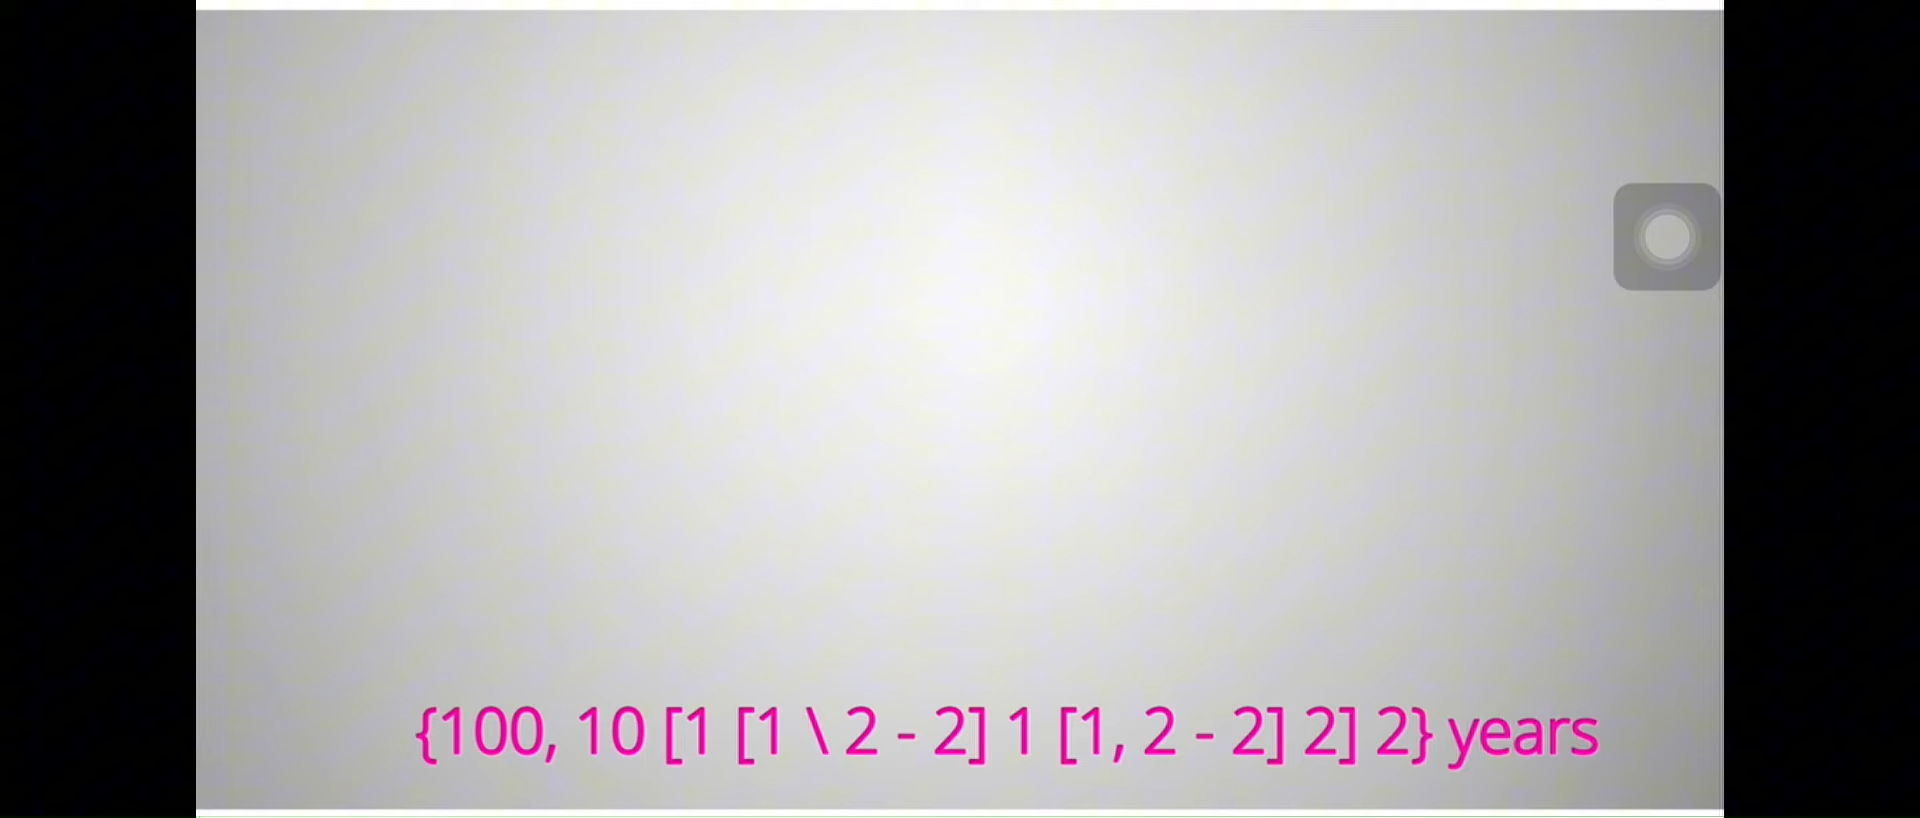 {100, 10 [1 [1 \ 2 - 2] 1 [1, 2 - 2] 2] 2} years